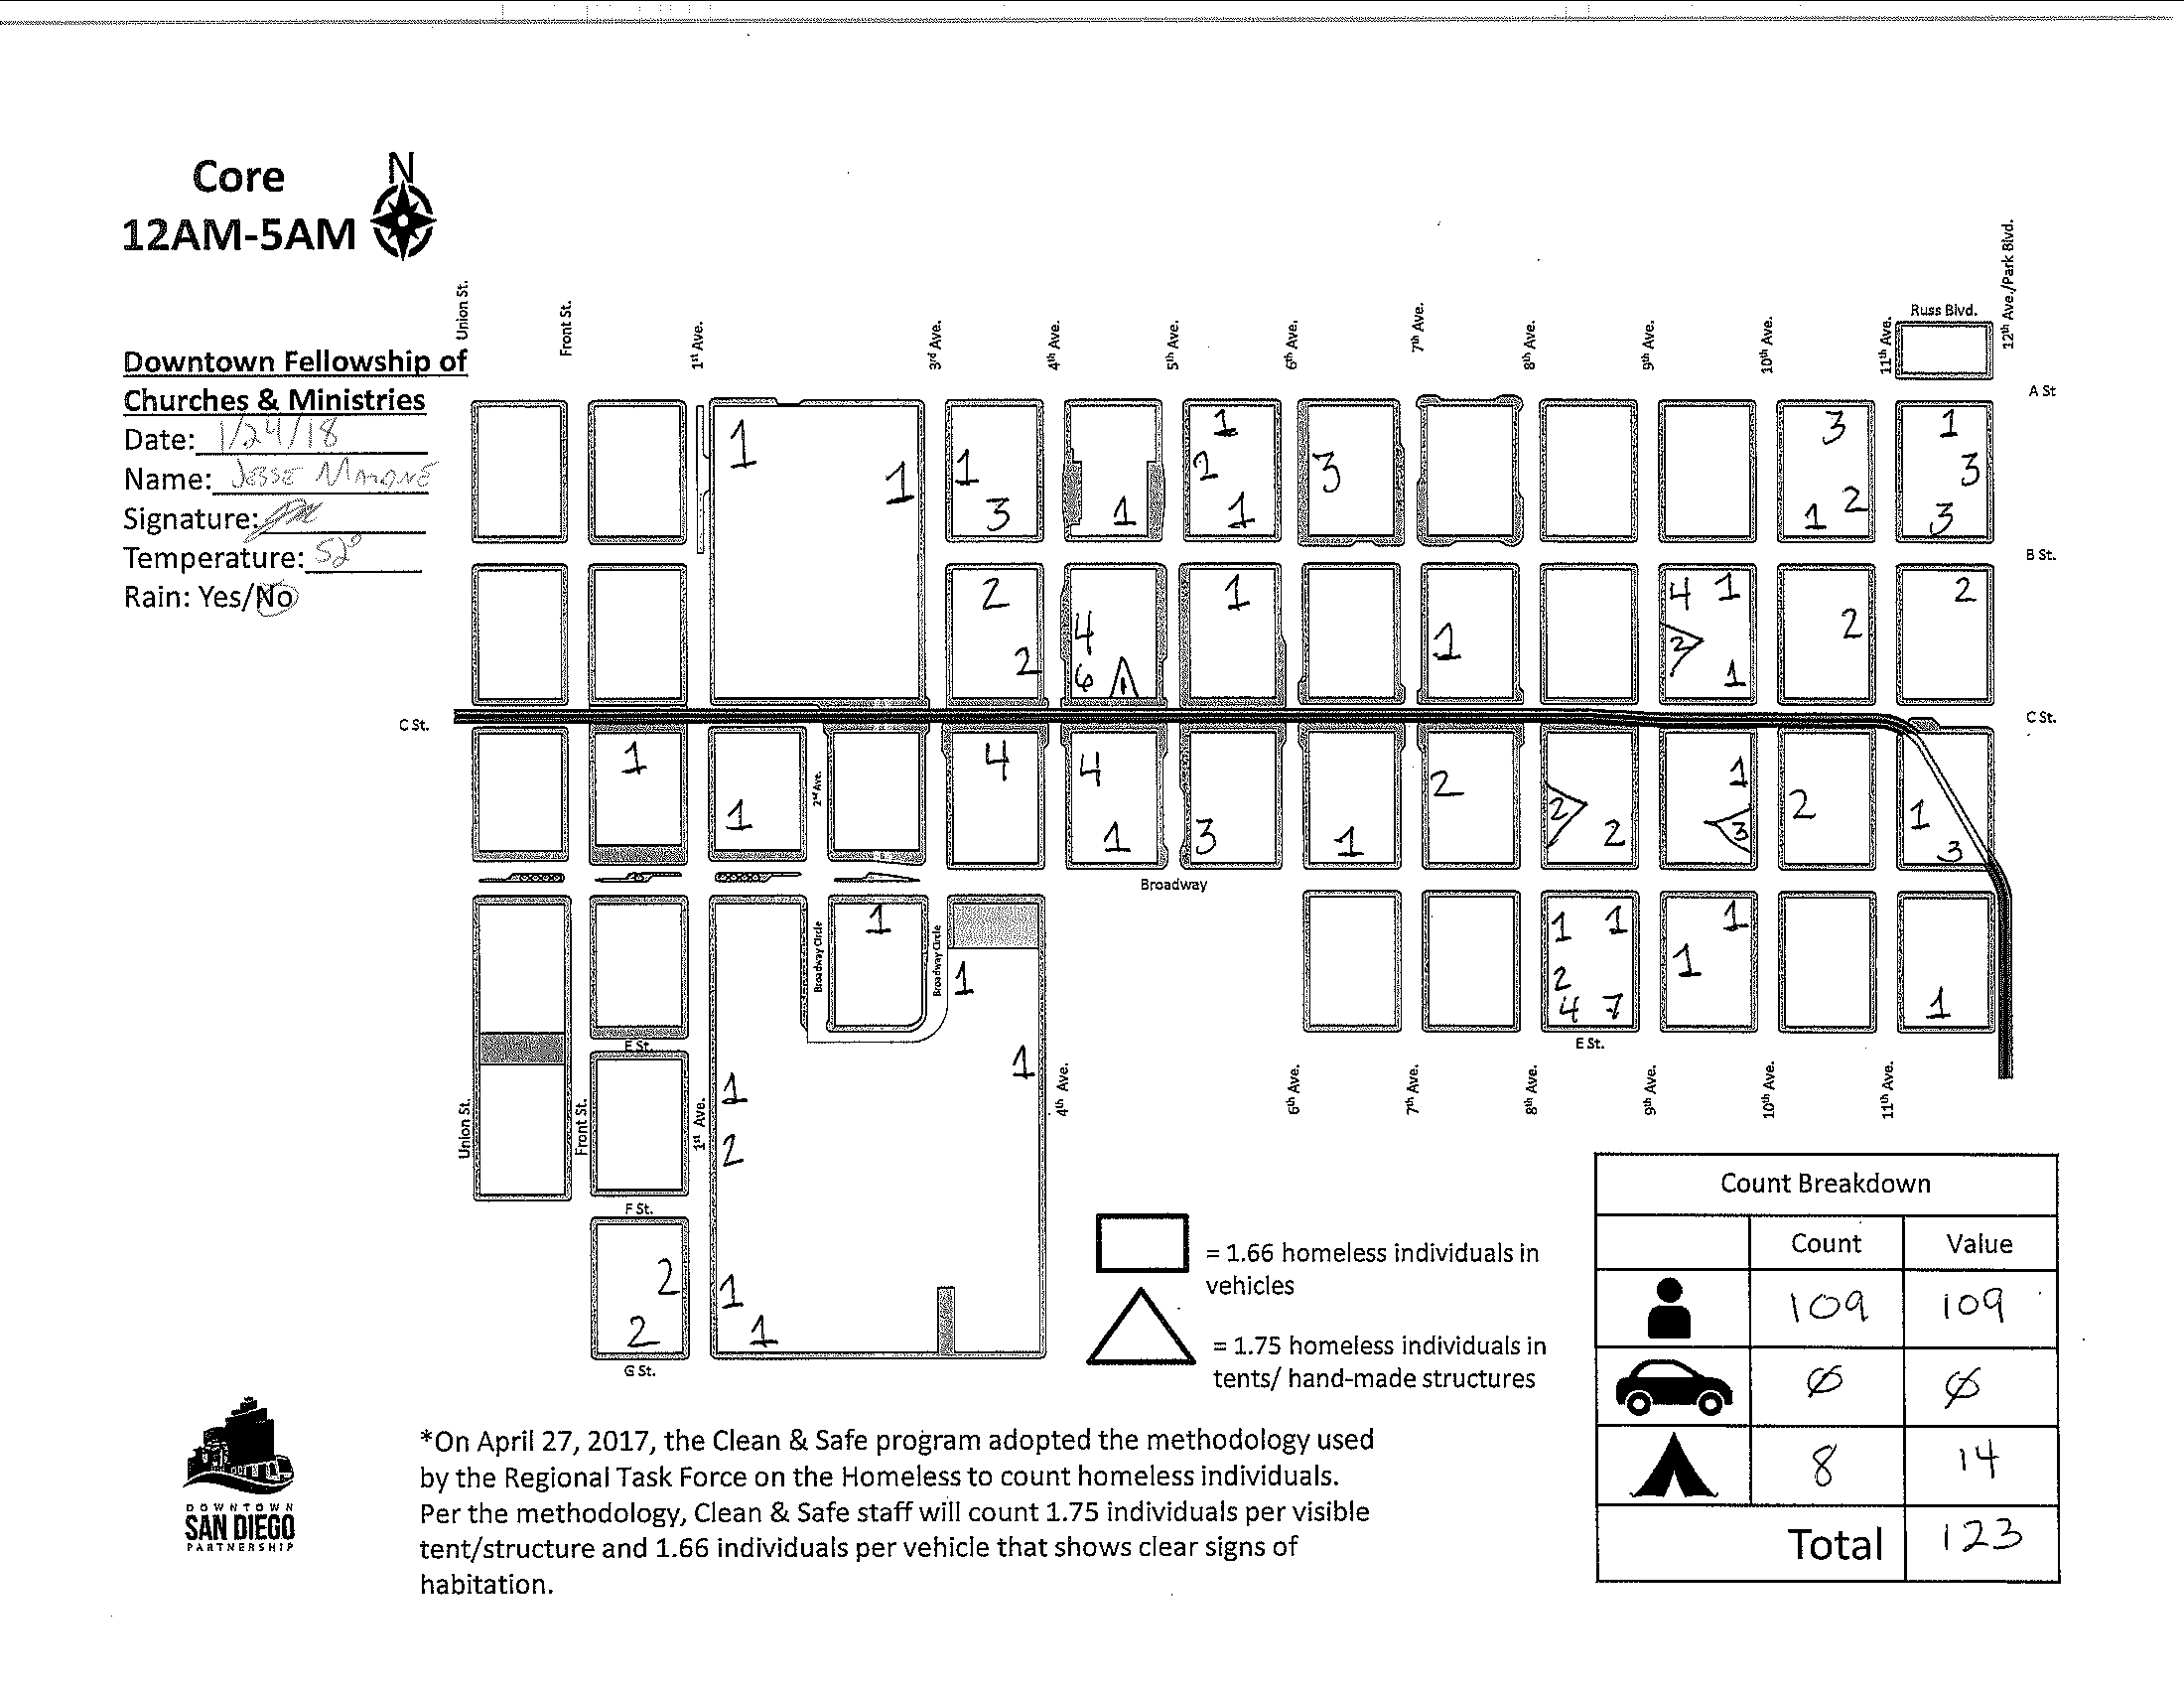 Core
12AM-5AM
N
Downtown Fellowship of
Churches & Ministries
Date: 1/24/18
Name: Jesse
Signature:
Temperature: 52°
Rain: Yes/No
Union St.
Front St.
1st Ave.
3rd Ave.
4th Ave.
5th Ave.
6th Ave.
7th Ave.
8th Ave.
9th Ave.
10th Ave.
11th Ave.
12th Ave./Park Blvd.
Russ Blvd.
A St
1 1
1 3
1
1 2 1
3
3 2 1
1 3 3
B St.
2 2
4 6 1
1
1
4 1 2 1
2
2
C St.
C St.
1
1
2nd Ave.
4
4 1
3
1
2
2 2
1 3
2
1 3
Broadway
Broadway Circle
1
Broadway Circle
1
1
1 1 2 4 7
1 1
1
E St.
E St.
1
2
Union St.
Front St.
1st Ave.
4th Ave.
6th Ave.
7th Ave.
8th Ave.
9th Ave.
10th Ave.
11th Ave.
F St.
2
2
1
1
G St.
= 1.66 homeless individuals in
vehicles
= 1.75 homeless individuals in
tents/ hand-made structures
Count Breakdown
Count Value
109 109
Ø Ø
8 14
Total 123
DOWNTOWN
SAN DIEGO
PARTNERSHIP
*On April 27, 2017, the Clean & Safe program adopted the methodology used
by the Regional Task Force on the Homeless to count homeless individuals.
Per the methodology, Clean & Safe staff will count 1.75 individuals per visible
tent/structure and 1.66 individuals per vehicle that shows clear signs of
habitation.